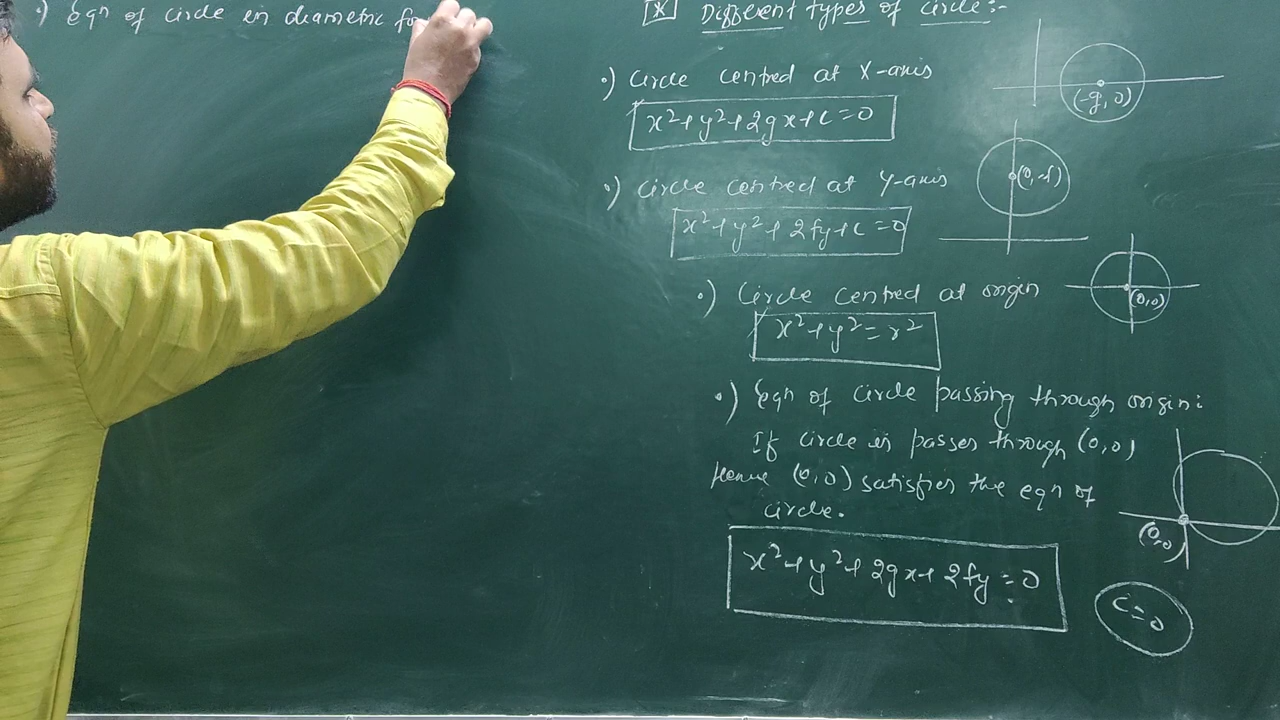 •) Eqn of circle in diametric fo
[*] Different types of circle:-
•) circle centred at X-axis
(-g, 0)
x²+y²+2gx+c=0
•) circle centred at Y-axis
(0,-f)
x²+y²+2fy+c=0
•) Circle centred at origin
(0,0)
x²+y²=r²
•) Eqn of circle passing through origin:
If circle is passes through (0,0)
Hence (0,0) satisfies the eqn of
circle.
(0,0)
x²+y²+2gx+2fy=0
c=0